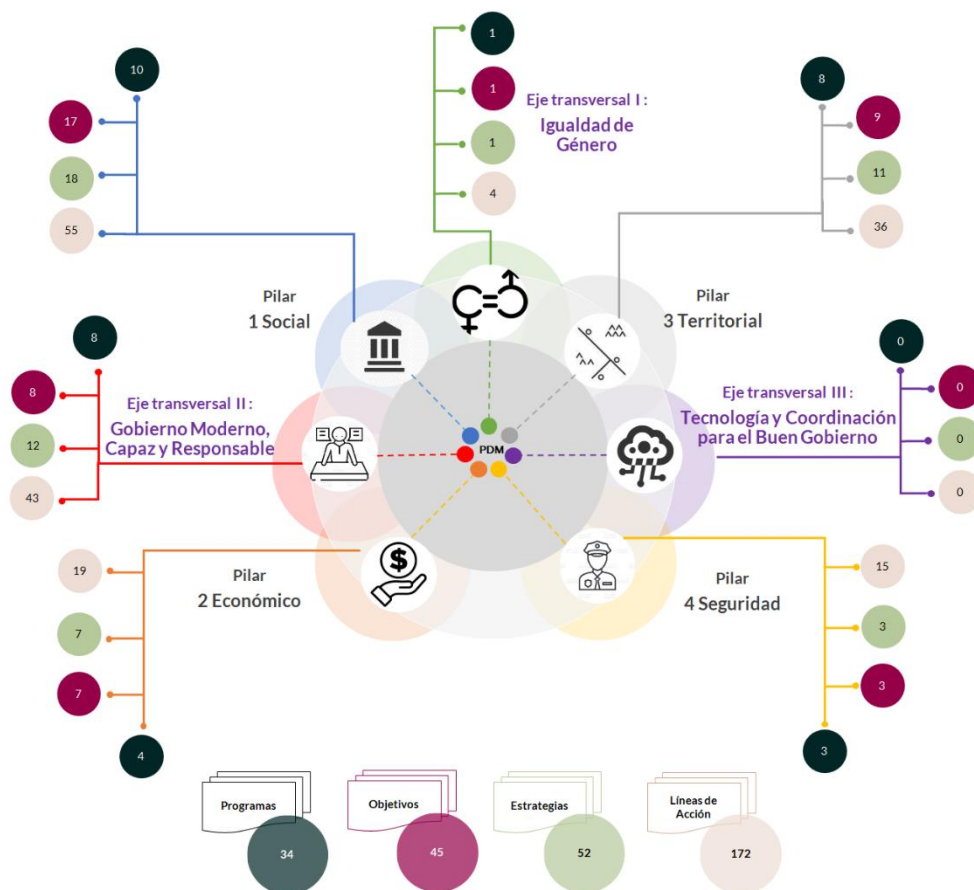 1
10
8
1
17
9
Eje transversal I :
Igualdad de
Género
1
18
11
4
55
36
Pilar
1 Social
Pilar
3 Territorial
8
0
8
0
Eje transversal II :
Gobierno Moderno,
Capaz y Responsable
Eje transversal III :
Tecnología y Coordinación
para el Buen Gobierno
12
0
PDM
43
0
19
15
Pilar
2 Económico
$
Pilar
4 Seguridad
7
3
7
3
4
3
Programas
Objetivos
Estrategias
Líneas de
Acción
34
45
52
172